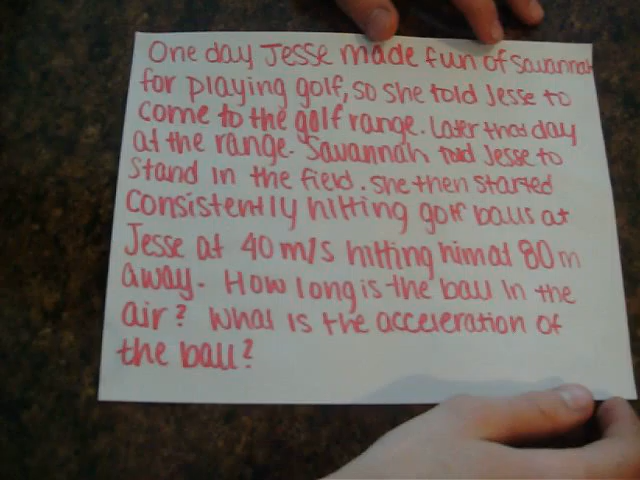 One day Jesse made fun of Savannah
for playing golf, so she told Jesse to
come to the golf range. Later that day
at the range. Savannah told Jesse to
stand in the field. She then started
consistently hitting golf balls at
Jesse at 40 m/s hitting him at 80 m
away. How long is the ball in the
air? What is the acceleration of
the ball?